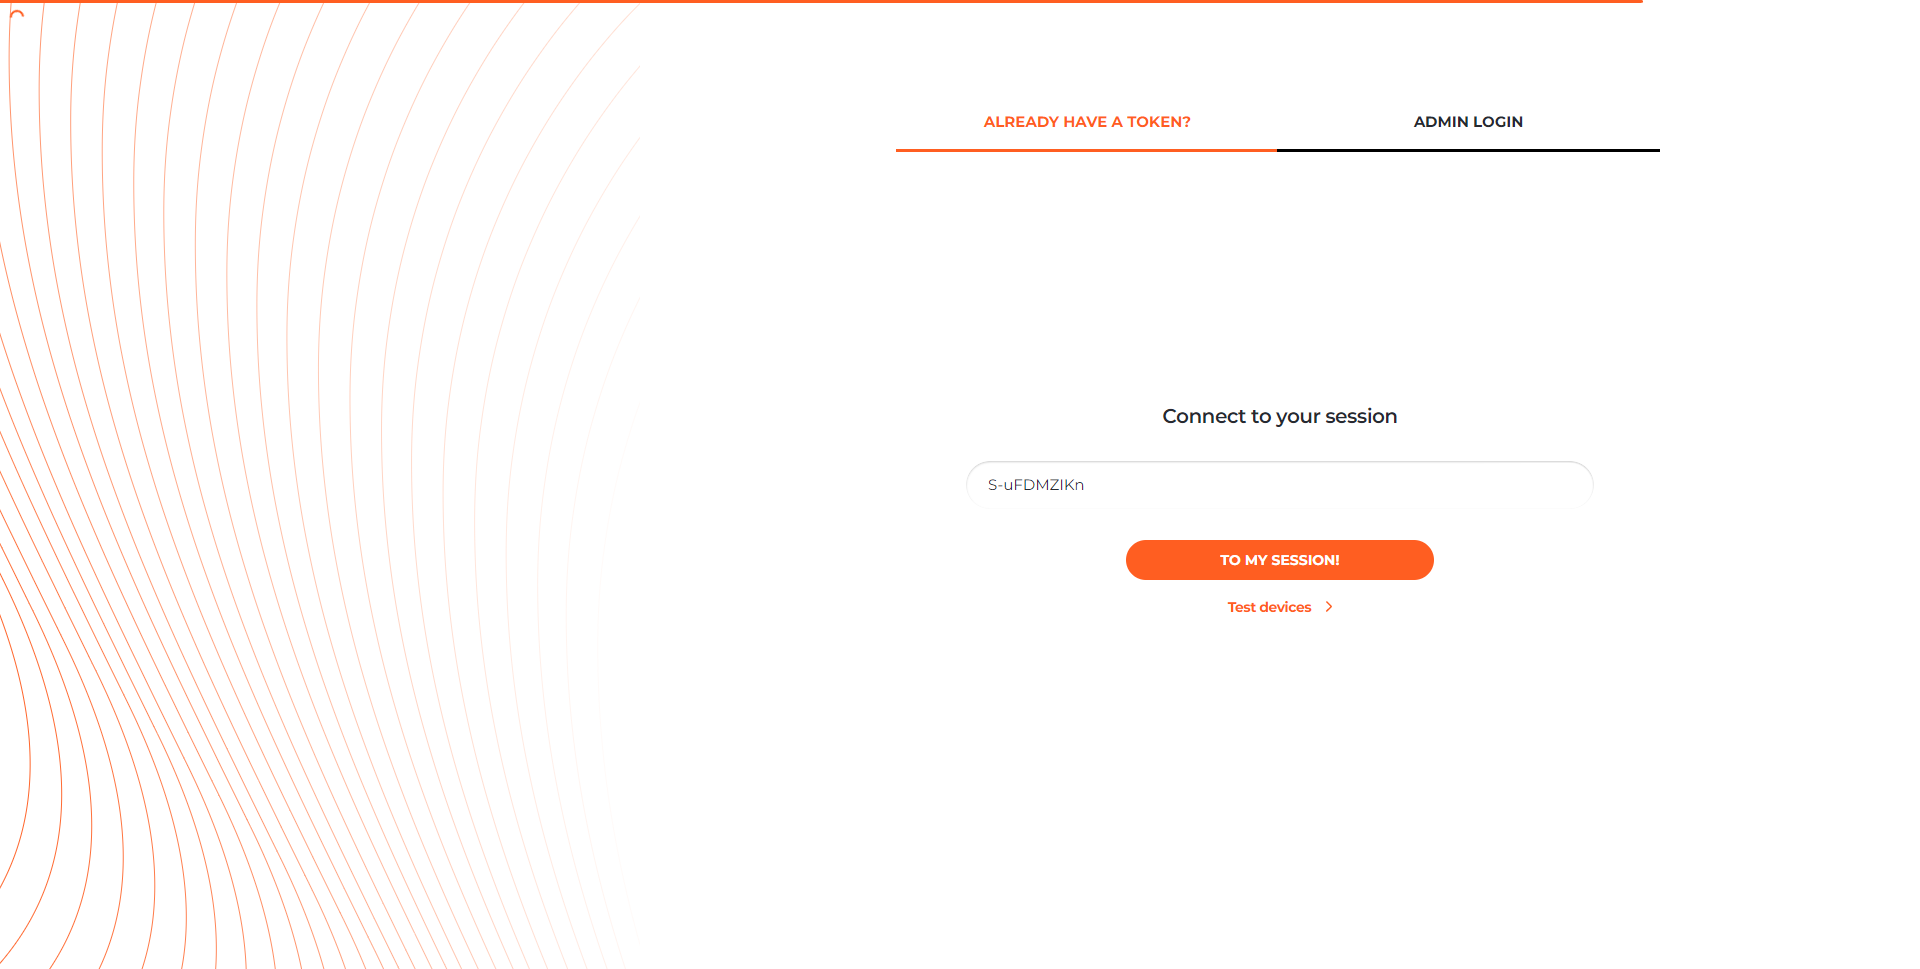 ALREADY HAVE A TOKEN?
ADMIN LOGIN
Connect to your session
S-uFDMZIKn
TO MY SESSION!
Test devices